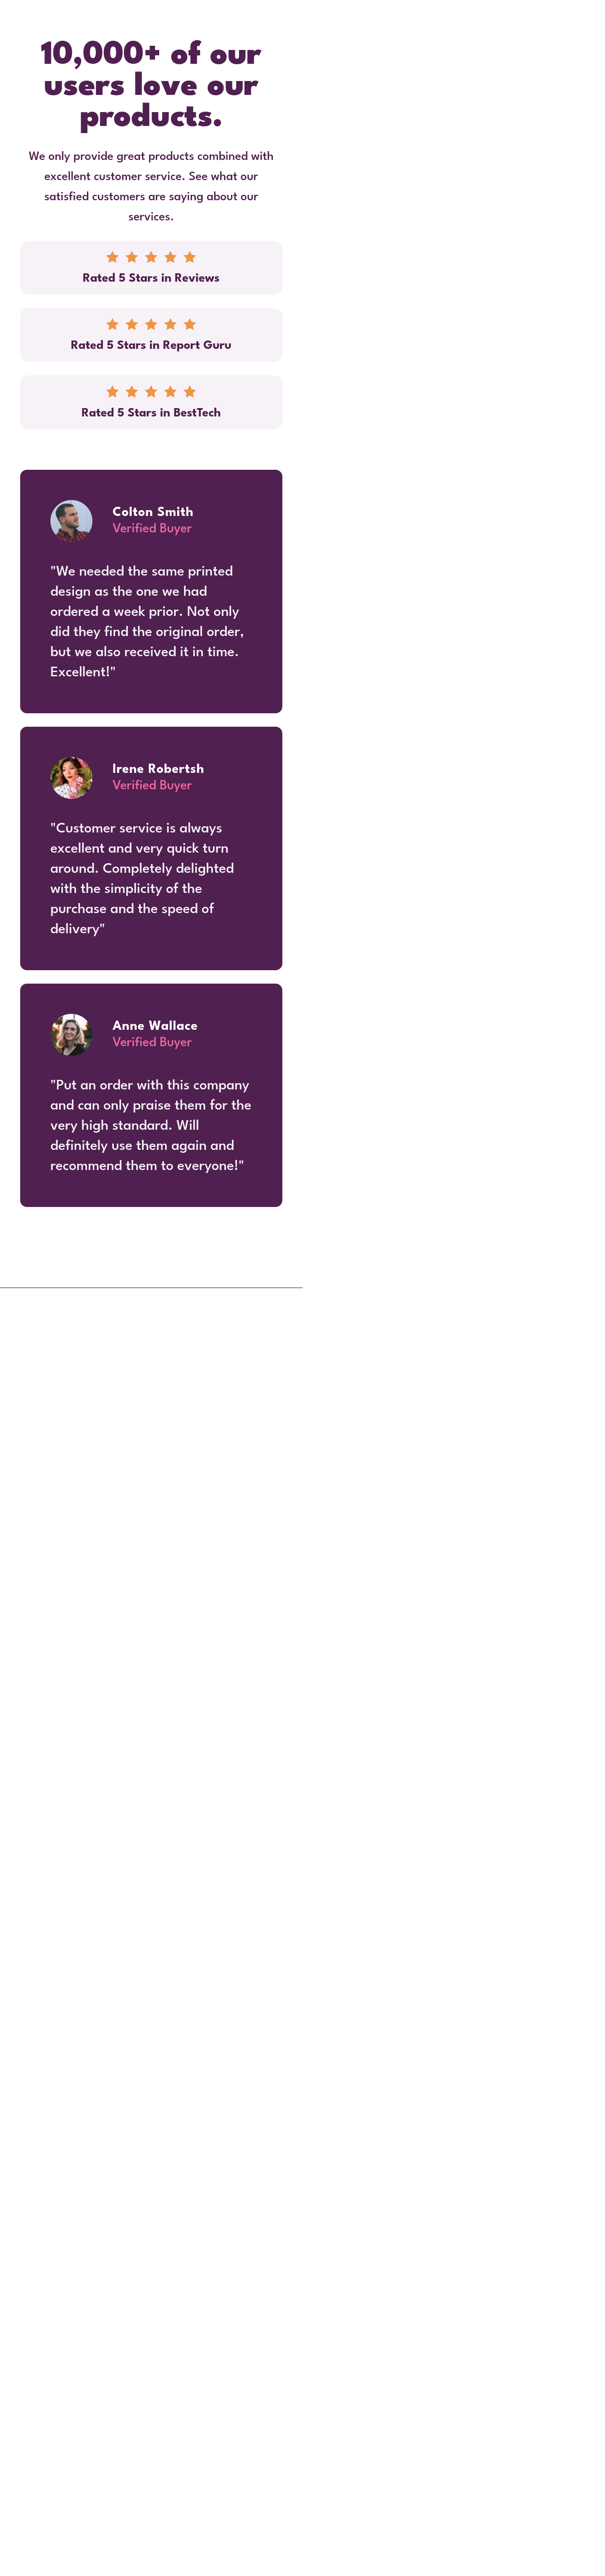 10,000+ of our
users love our
products.
We only provide great products combined with
excellent customer service. See what our
satisfied customers are saying about our
services.
Rated 5 Stars in Reviews
Rated 5 Stars in Report Guru
Rated 5 Stars in BestTech
Colton Smith
Verified Buyer
"We needed the same printed
design as the one we had
ordered a week prior. Not only
did they find the original order,
but we also received it in time.
Excellent!"
Irene Robertsh
Verified Buyer
"Customer service is always
excellent and very quick turn
around. Completely delighted
with the simplicity of the
purchase and the speed of
delivery"
Anne Wallace
Verified Buyer
"Put an order with this company
and can only praise them for the
very high standard. Will
definitely use them again and
recommend them to everyone!"